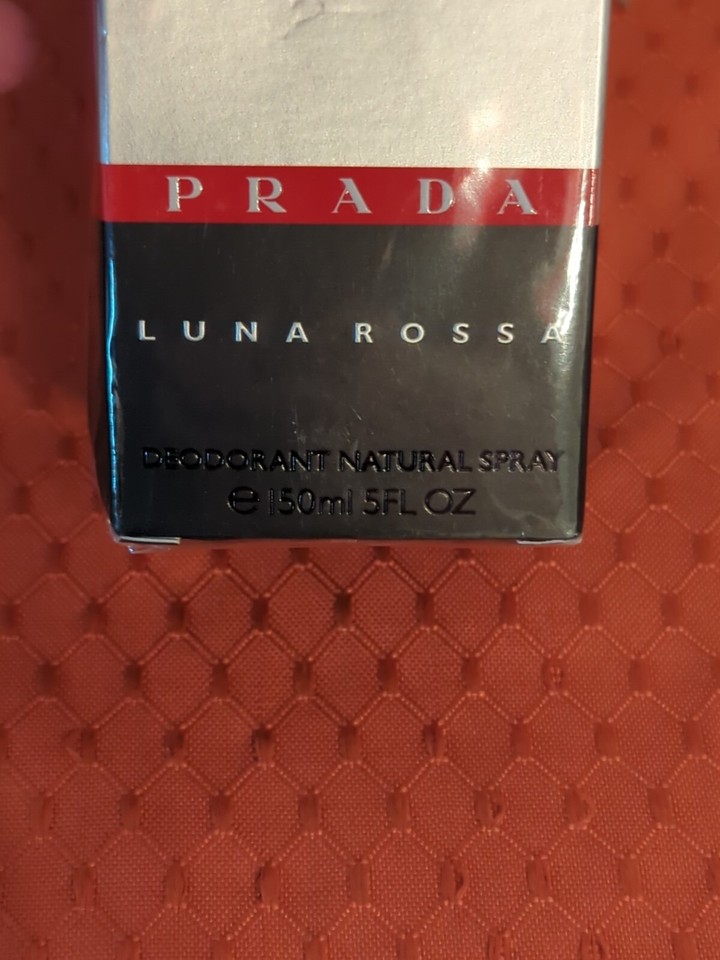 PRADA
LUNA ROSSA
DEODORANT NATURAL SPRAY
℮ 150ml 5FL OZ